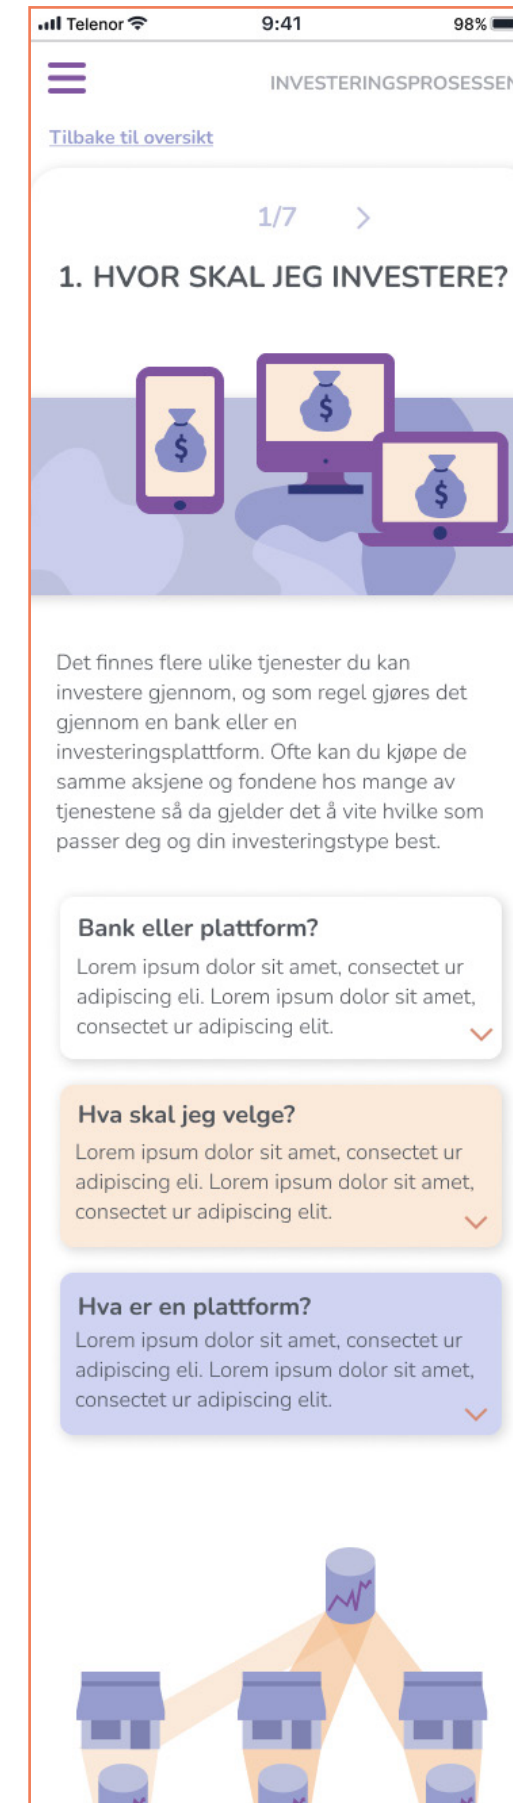 Telenor 9:41 98%
INVESTERINGSPROSESSEN
Tilbake til oversikt
1/7
1. HVOR SKAL JEG INVESTERE?
$ $ $
Det finnes flere ulike tjenester du kan
investere gjennom, og som regel gjøres det
gjennom en bank eller en
investeringsplattform. Ofte kan du kjøpe de
samme aksjene og fondene hos mange av
tjenestene så da gjelder det å vite hvilke som
passer deg og din investeringstype best.
Bank eller plattform?
Lorem ipsum dolor sit amet, consectet ur
adipiscing eli. Lorem ipsum dolor sit amet,
consectet ur adipiscing elit.
Hva skal jeg velge?
Lorem ipsum dolor sit amet, consectet ur
adipiscing eli. Lorem ipsum dolor sit amet,
consectet ur adipiscing elit.
Hva er en plattform?
Lorem ipsum dolor sit amet, consectet ur
adipiscing eli. Lorem ipsum dolor sit amet,
consectet ur adipiscing elit.